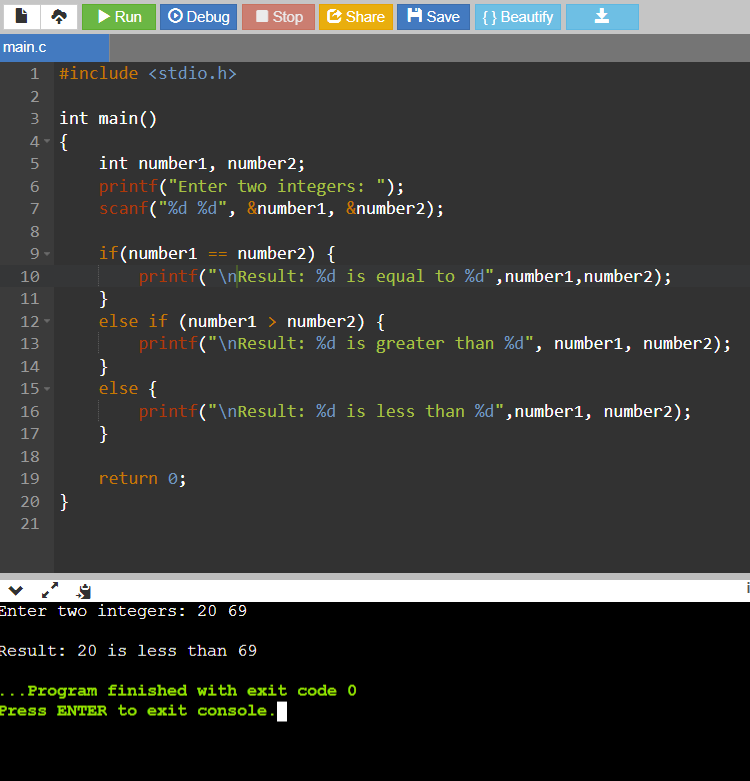 Run Debug Stop Share Save { } Beautify
main.c
1 #include <stdio.h>
2
3 int main()
4 {
5     int number1, number2;
6     printf("Enter two integers: ");
7     scanf("%d %d", &number1, &number2);
8
9     if(number1 == number2) {
10         printf("\nResult: %d is equal to %d",number1,number2);
11     }
12     else if (number1 > number2) {
13         printf("\nResult: %d is greater than %d", number1, number2);
14     }
15     else {
16         printf("\nResult: %d is less than %d",number1, number2);
17     }
18
19     return 0;
20 }
21
Enter two integers: 20 69
Result: 20 is less than 69
...Program finished with exit code 0
Press ENTER to exit console.